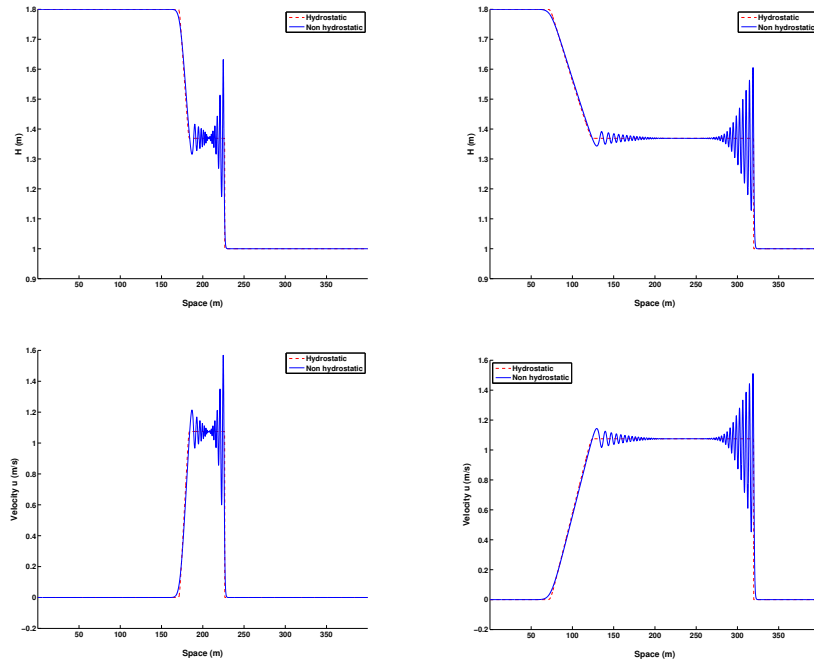 1.8
1.7
1.6
1.5
1.4
1.3
1.2
1.1
1
0.9
H (m)
50 100 150 200 250 300 350
Space (m)
Hydrostatic
Non hydrostatic
1.8
1.7
1.6
1.5
1.4
1.3
1.2
1.1
1
0.9
H (m)
50 100 150 200 250 300 350
Space (m)
Hydrostatic
Non hydrostatic
1.6
1.4
1.2
1
0.8
0.6
0.4
0.2
0
−0.2
Velocity u (m/s)
50 100 150 200 250 300 350
Space (m)
Hydrostatic
Non hydrostatic
1.6
1.4
1.2
1
0.8
0.6
0.4
0.2
0
−0.2
Velocity u (m/s)
50 100 150 200 250 300 350
Space (m)
Hydrostatic
Non hydrostatic